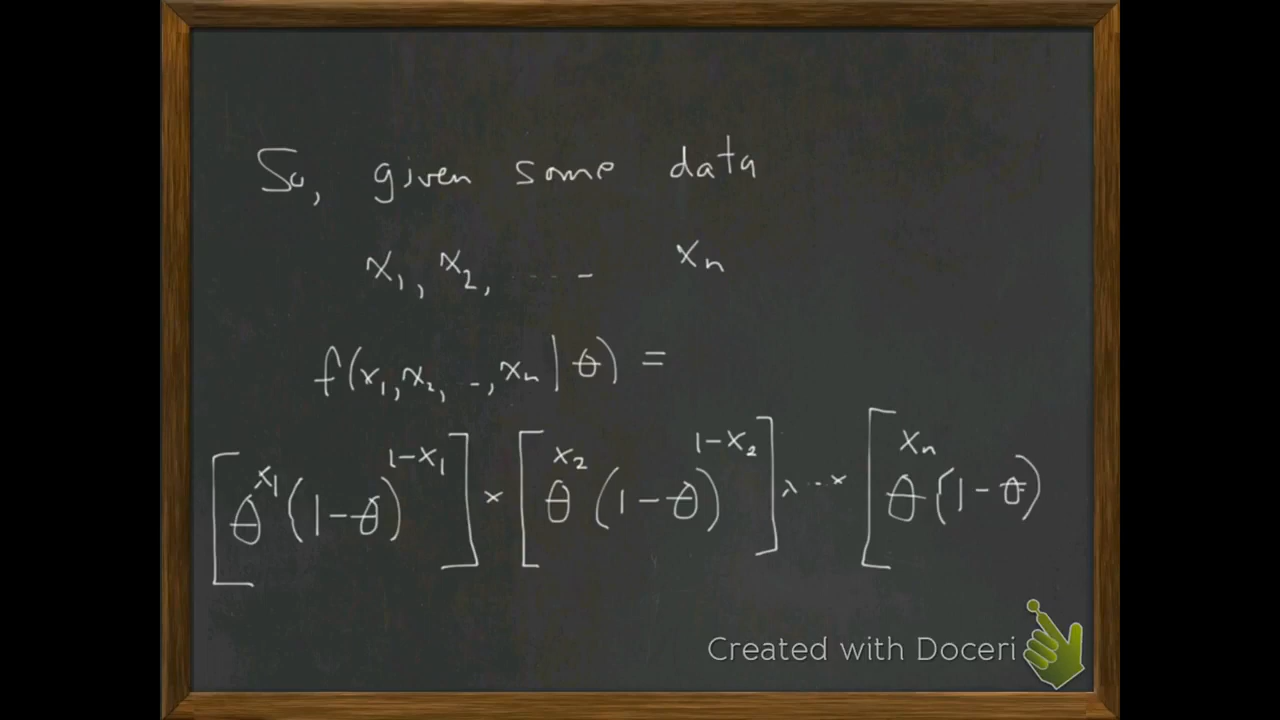 So, given some data
x₁, x₂, ..... - xₙ
f(x₁, x₂, .., xₙ | θ) =
[θ^x₁ (1-θ)^1-x₁] × [θ^x₂ (1-θ)^1-x₂] × ... × [θ^xₙ (1-θ)
Created with Doceri